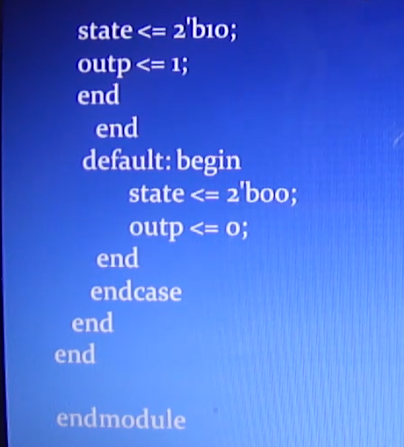 state <= 2'b10;
outp <= 1;
end
end
default: begin
state <= 2'b00;
outp <= 0;
end
endcase
end
end
endmodule